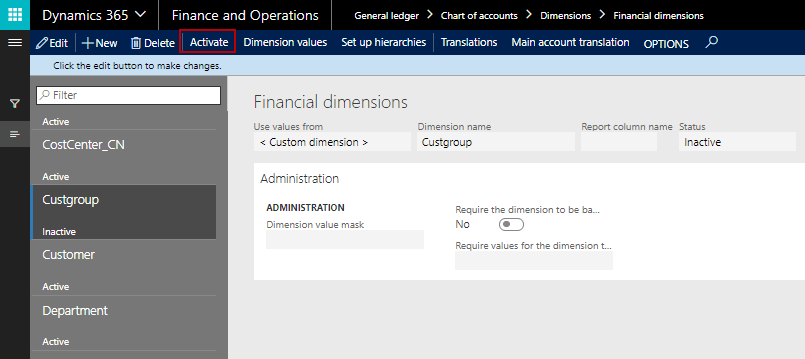 Dynamics 365
Finance and Operations
General ledger > Chart of accounts > Dimensions > Financial dimensions
Edit
New
Delete
Activate
Dimension values
Set up hierarchies
Translations
Main account translation
OPTIONS
Click the edit button to make changes.
Filter
Active
CostCenter_CN
Active
Custgroup
Inactive
Customer
Active
Department
Active
Financial dimensions
Use values from
< Custom dimension >
Dimension name
Custgroup
Report column name
Status
Inactive
Administration
ADMINISTRATION
Dimension value mask
Require the dimension to be ba...
No
Require values for the dimension t...